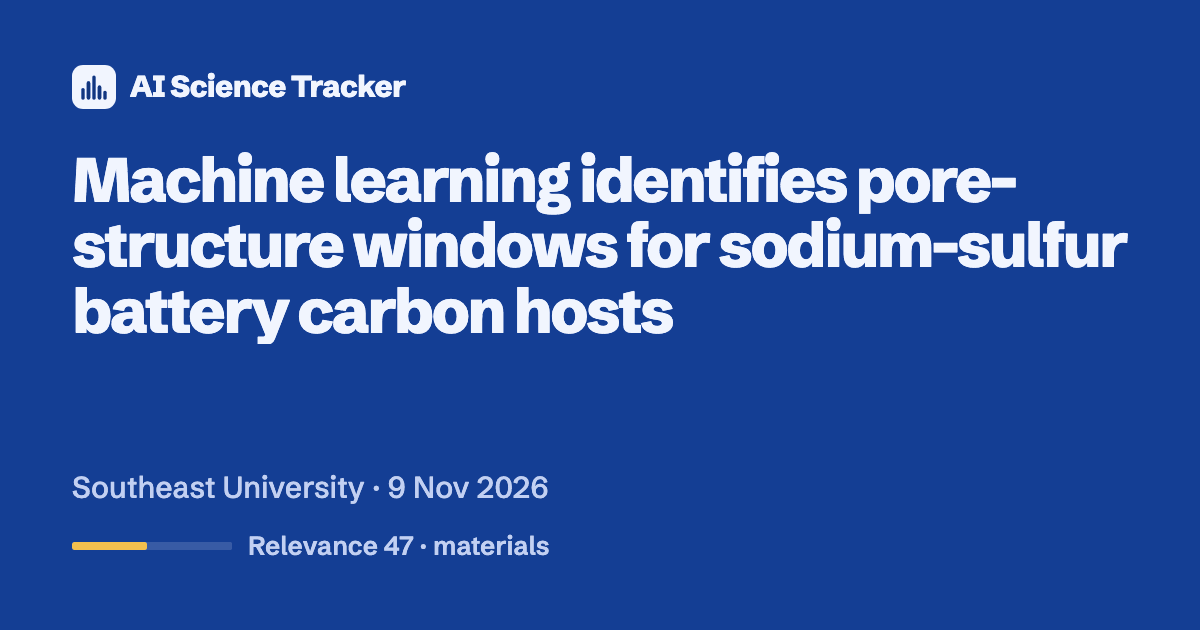 AI Science Tracker
Machine learning identifies pore-
structure windows for sodium-sulfur
battery carbon hosts
Southeast University · 9 Nov 2026
Relevance 47 · materials